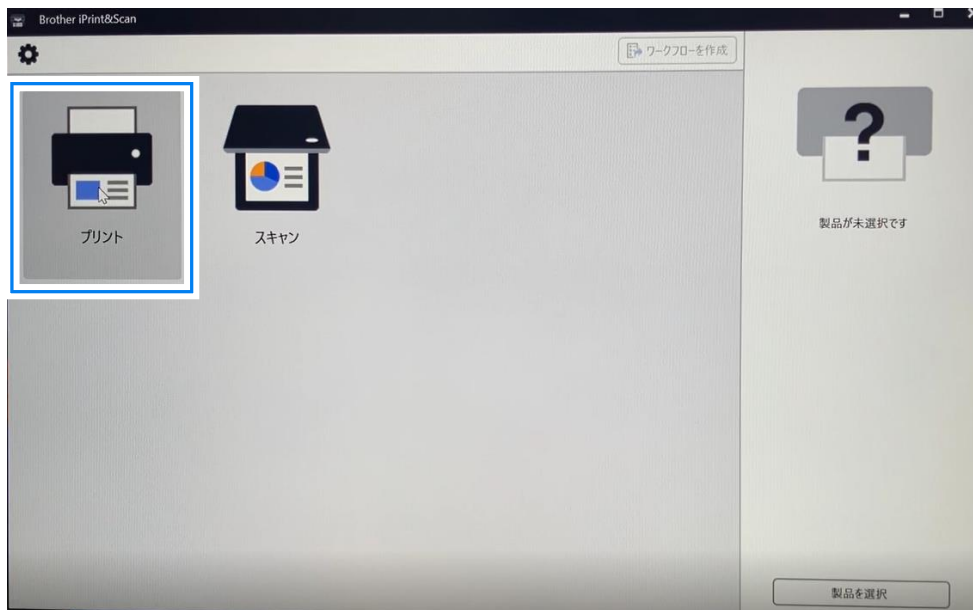 Brother iPrint&Scan
ワークフローを作成
プリント
スキャン
?
製品が未選択です
製品を選択